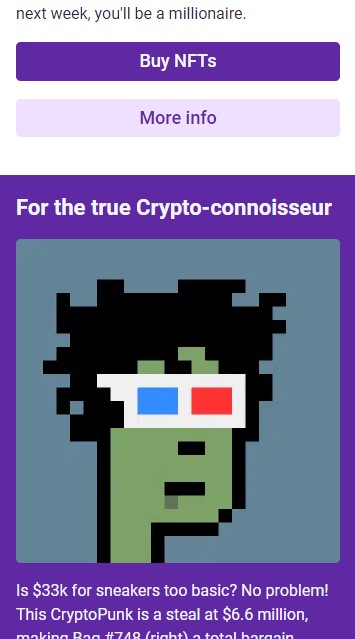 next week, you'll be a millionaire.
Buy NFTs
More info
For the true Crypto-connoisseur
Is $33k for sneakers too basic? No problem!
This CryptoPunk is a steal at $6.6 million,
making Bag #748 (right) a total bargain